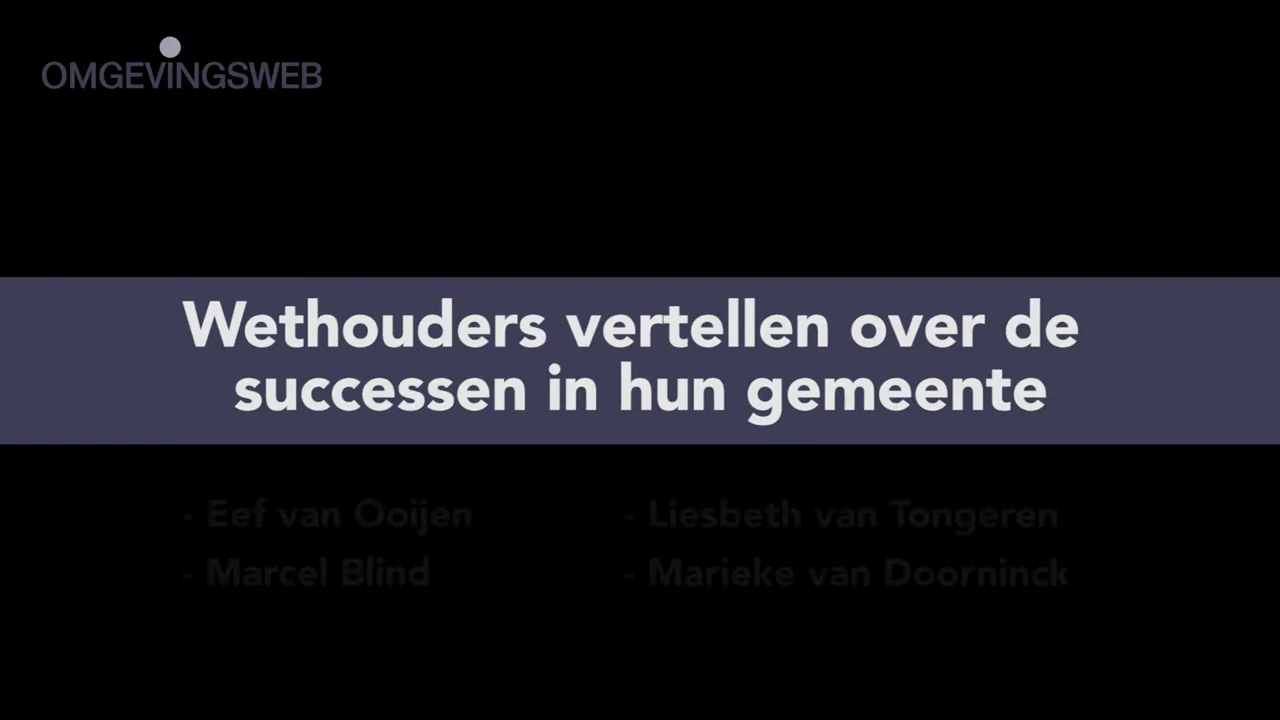 OMGEVINGSWEB
Wethouders vertellen over de
successen in hun gemeente
- Eef van Ooijen
- Marcel Blind
- Liesbeth van Tongeren
- Marieke van Doorninck